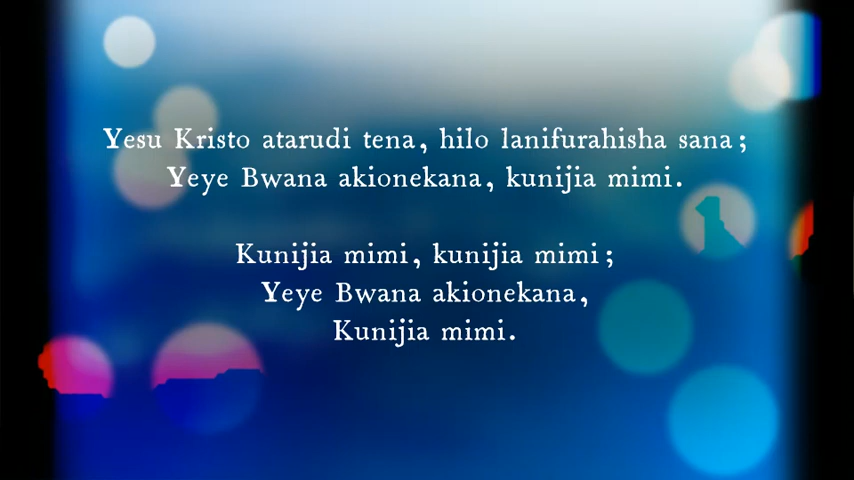 Yesu Kristo atarudi tena, hilo lanifurahisha sana;
Yeye Bwana akionekana, kunijia mimi.
Kunijia mimi, kunijia mimi;
Yeye Bwana akionekana,
Kunijia mimi.